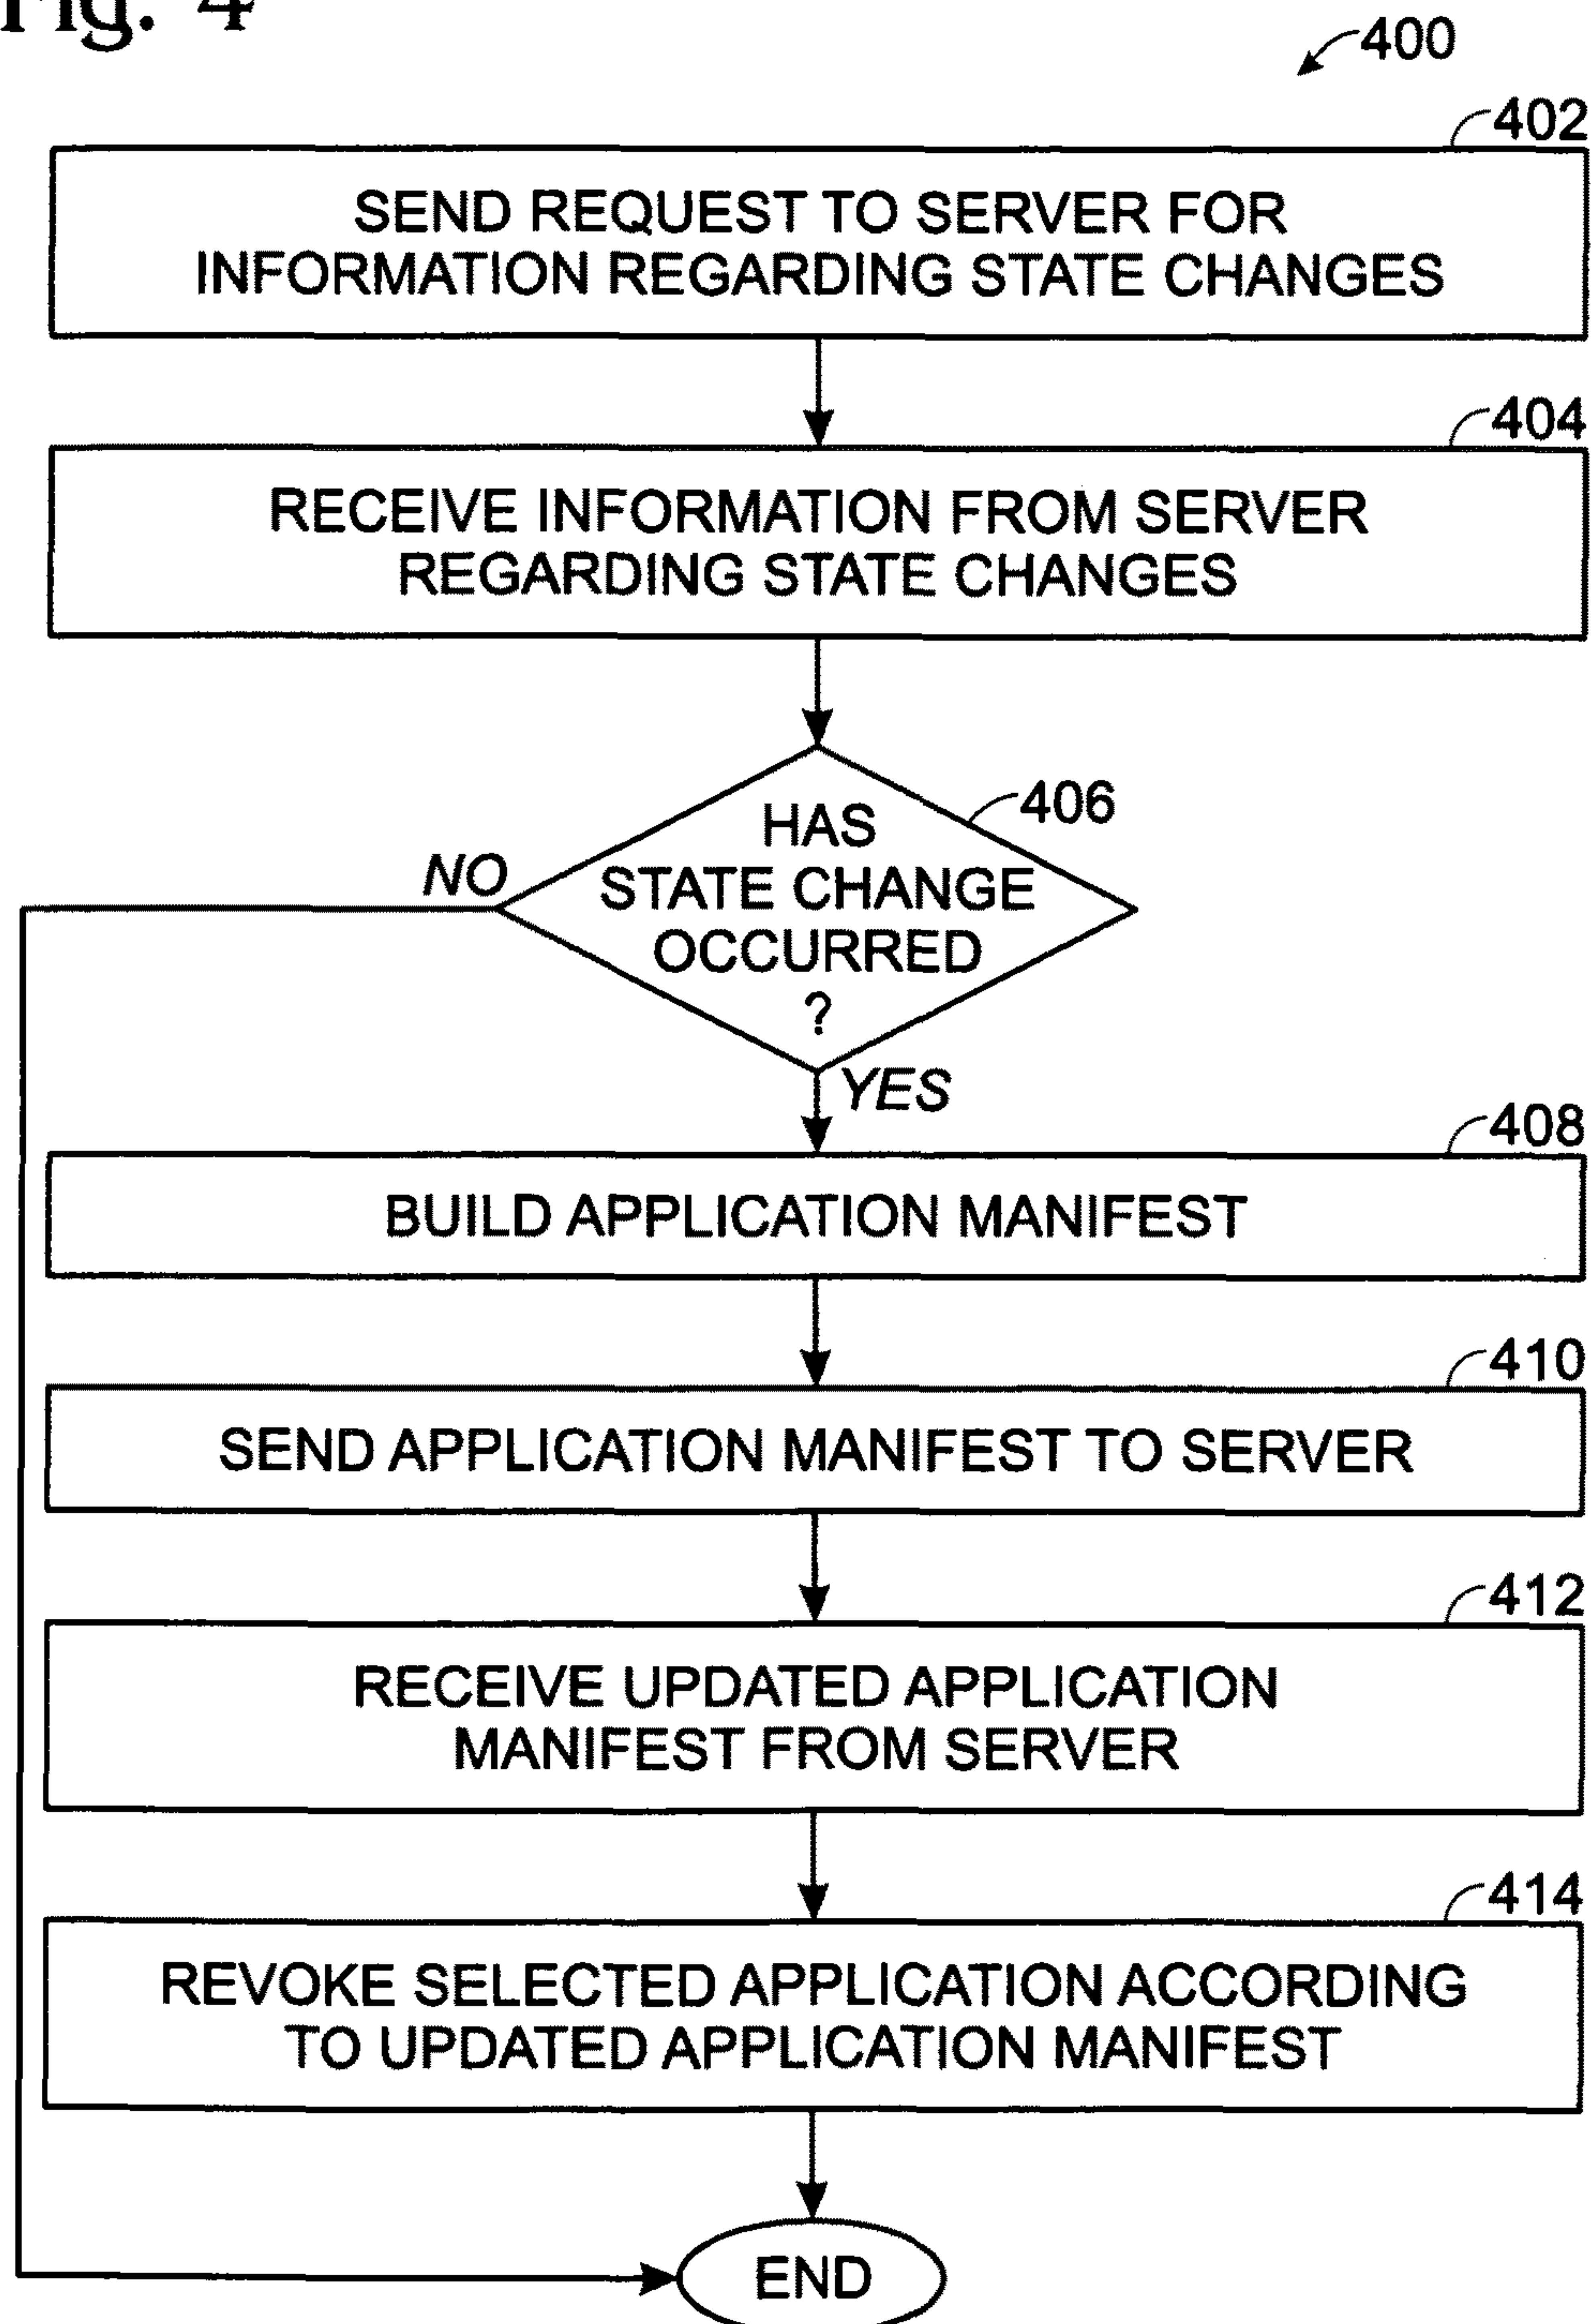 Fig. 4
400
402
SEND REQUEST TO SERVER FOR
INFORMATION REGARDING STATE CHANGES
404
RECEIVE INFORMATION FROM SERVER
REGARDING STATE CHANGES
406
HAS
STATE CHANGE
OCCURRED
?
NO
YES
408
BUILD APPLICATION MANIFEST
410
SEND APPLICATION MANIFEST TO SERVER
412
RECEIVE UPDATED APPLICATION
MANIFEST FROM SERVER
414
REVOKE SELECTED APPLICATION ACCORDING
TO UPDATED APPLICATION MANIFEST
END